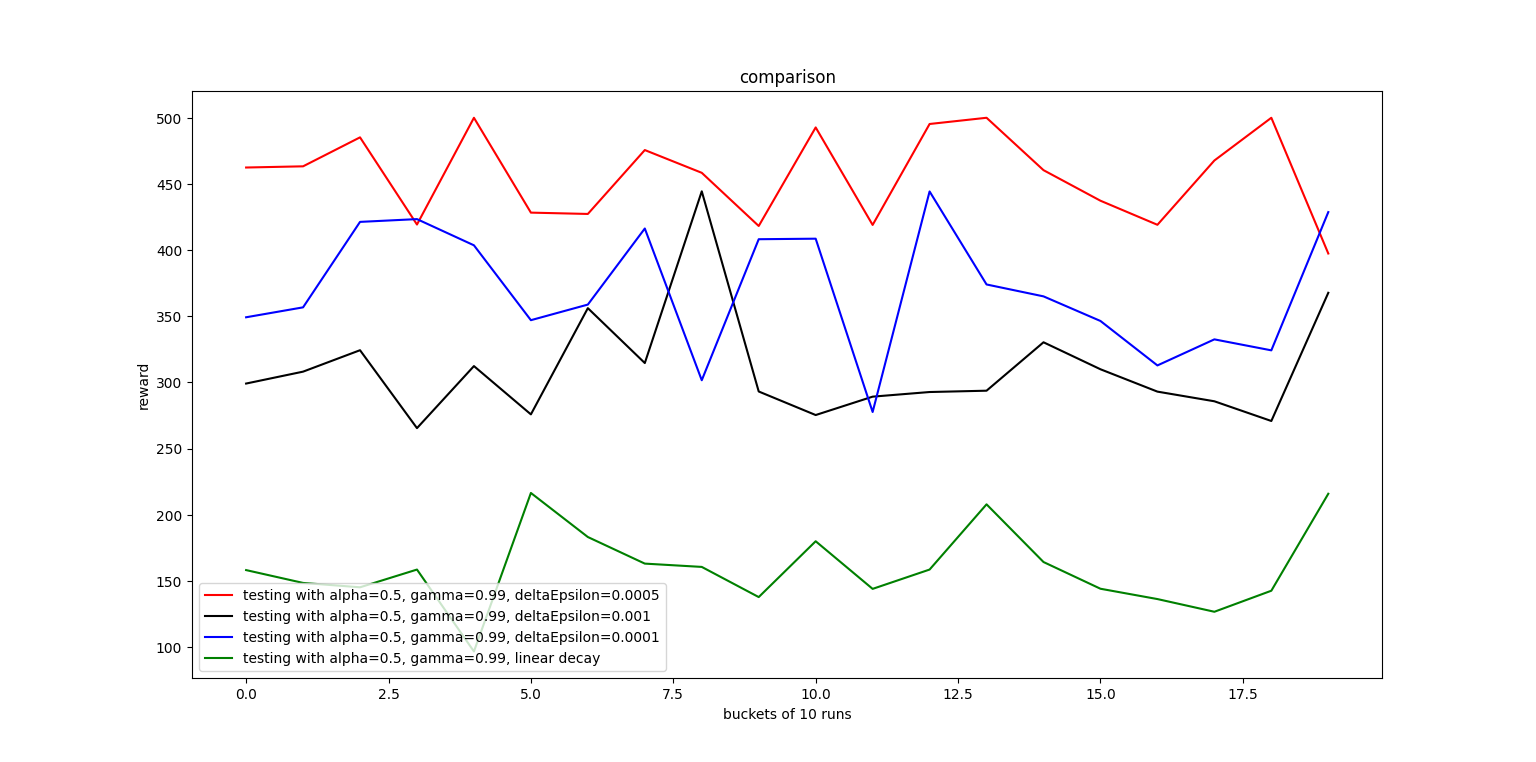 comparison
500
450
400
350
300
250
200
150
100
reward
testing with alpha=0.5, gamma=0.99, deltaEpsilon=0.0005
testing with alpha=0.5, gamma=0.99, deltaEpsilon=0.001
testing with alpha=0.5, gamma=0.99, deltaEpsilon=0.0001
testing with alpha=0.5, gamma=0.99, linear decay
0.0 2.5 5.0 7.5 10.0 12.5 15.0 17.5
buckets of 10 runs